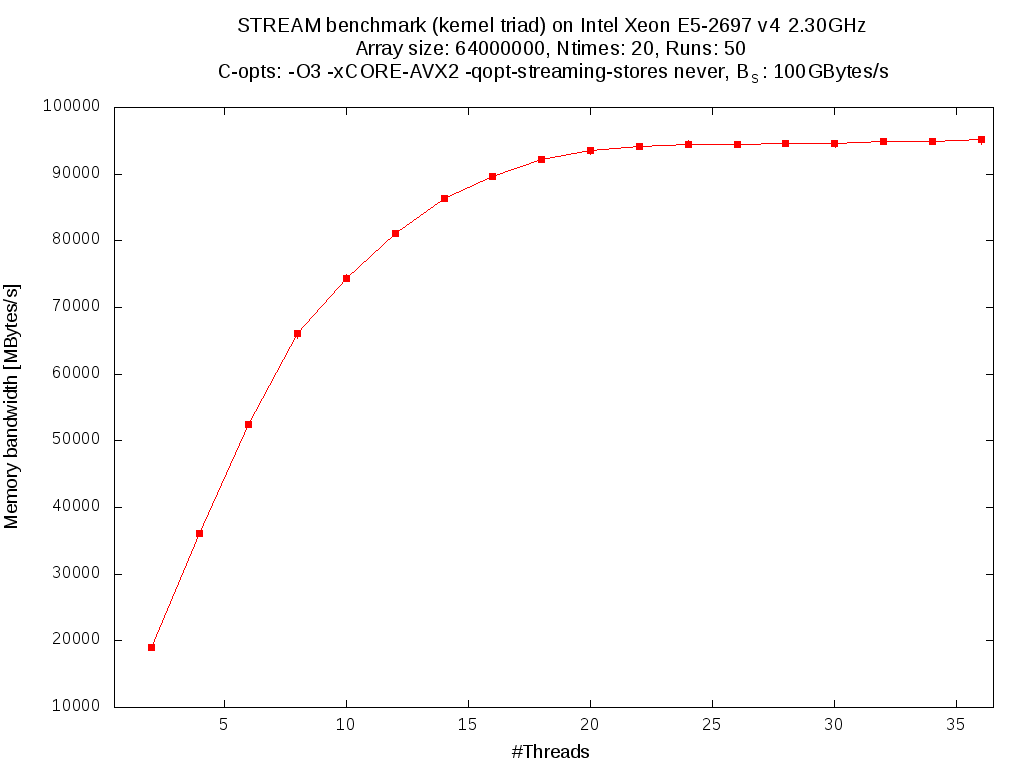 STREAM benchmark (kernel triad) on Intel Xeon E5-2697 v4 2.30GHz
Array size: 64000000, Ntimes: 20, Runs: 50
C-opts: -O3 -xCORE-AVX2 -qopt-streaming-stores never, B_S: 100GBytes/s
100000
90000
80000
70000
60000
50000
40000
30000
20000
10000
Memory bandwidth [MBytes/s]
5 10 15 20 25 30 35
#Threads